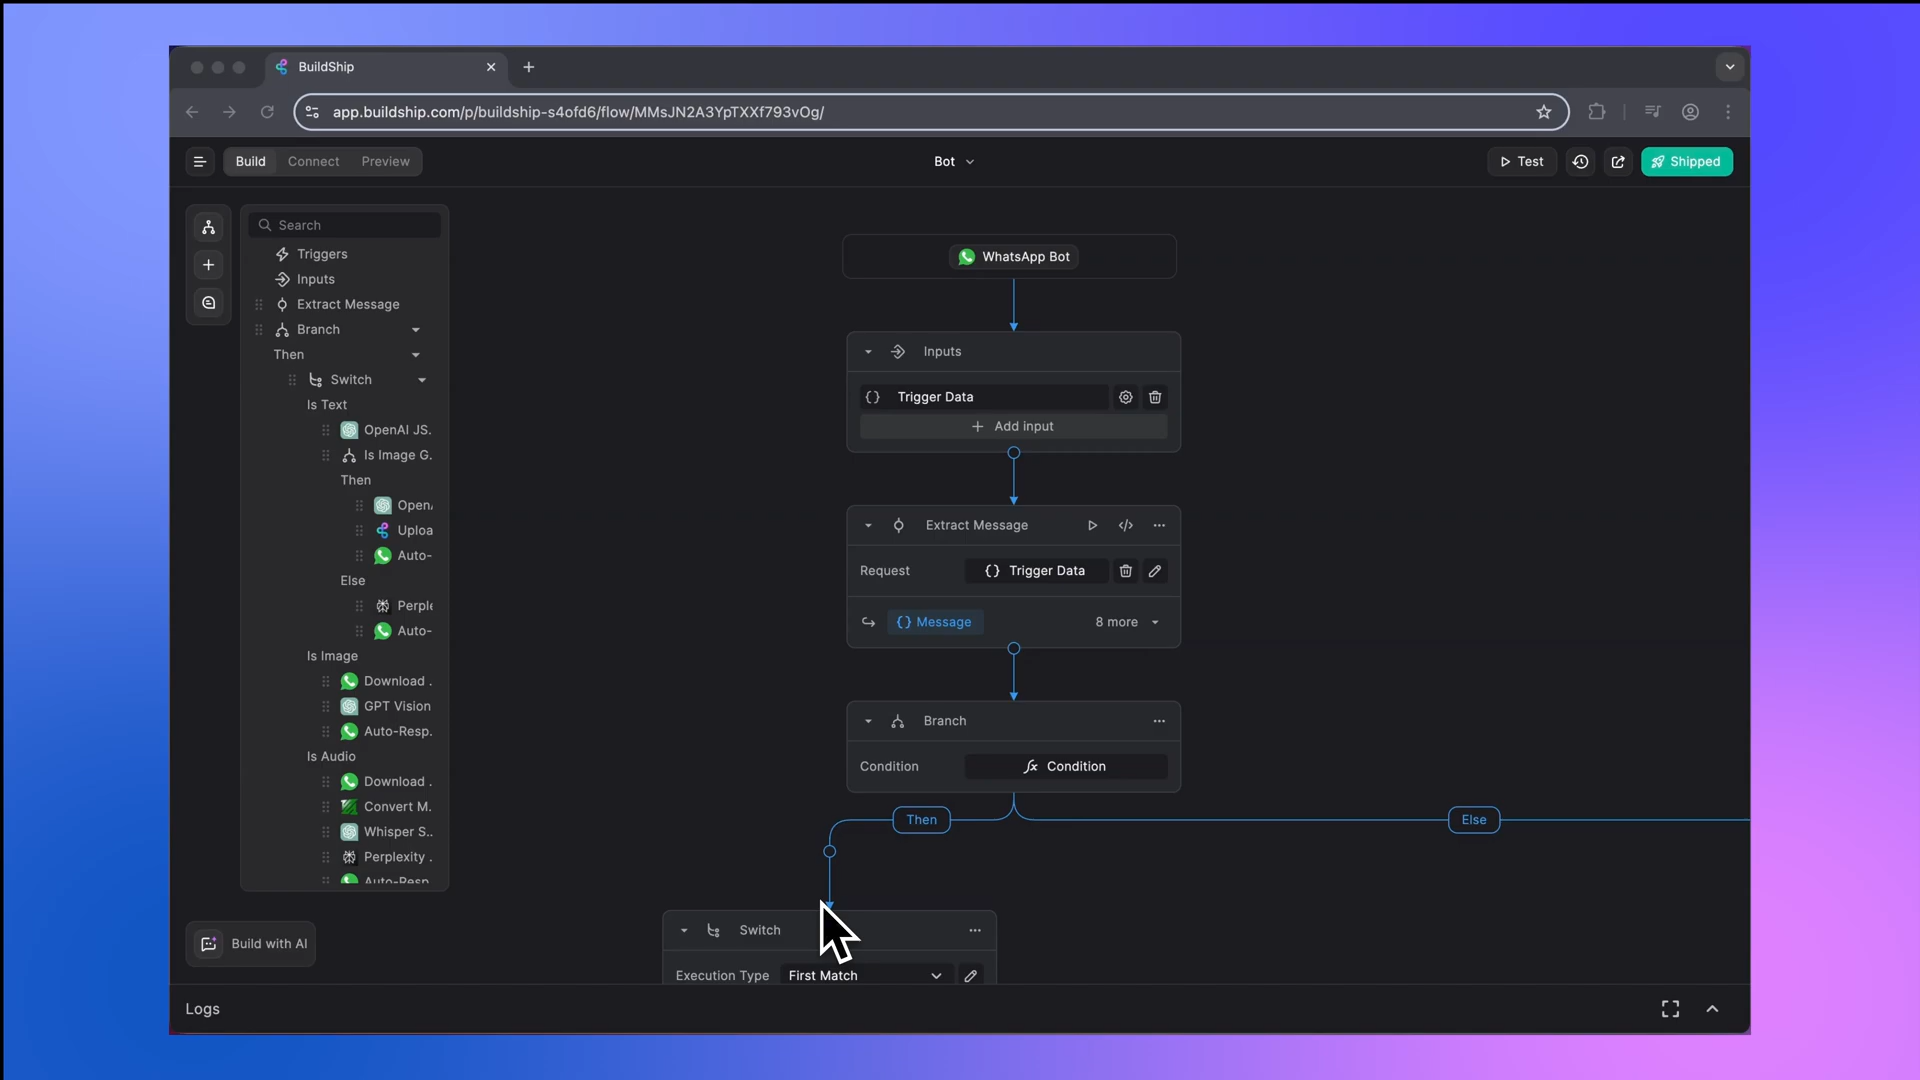 BuildShip
app.buildship.com/p/buildship-s4ofd6/flow/MMsJN2A3YpTXXf793vOg/
Build Connect Preview
Bot
Test
Shipped
Search
Triggers
Inputs
Extract Message
Branch
Then
Switch
Is Text
OpenAI JS.
Is Image G.
Then
OpenA
Uploa
Auto-
Else
Perple
Auto-
Is Image
Download .
GPT Vision
Auto-Resp.
Is Audio
Download .
Convert M.
Whisper S..
Perplexity .
Auto-Resp.
Build with AI
WhatsApp Bot
Inputs
{} Trigger Data
+ Add input
Extract Message
Request {} Trigger Data
{} Message 8 more
Branch
Condition fx Condition
Then
Else
Switch
Execution Type First Match
Logs